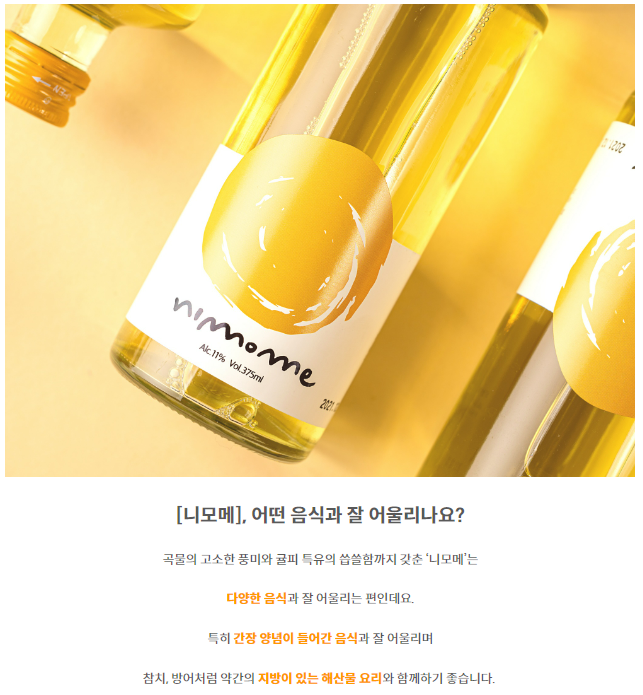 nimome
Alc.11% Vol.375ml
[니모메], 어떤 음식과 잘 어울리나요?
곡물의 고소한 풍미와 귤피 특유의 씁쓸함까지 갖춘 ‘니모메’는
다양한 음식과 잘 어울리는 편인데요.
특히 간장 양념이 들어간 음식과 잘 어울리며
참치, 방어처럼 약간의 지방이 있는 해산물 요리와 함께하기 좋습니다.